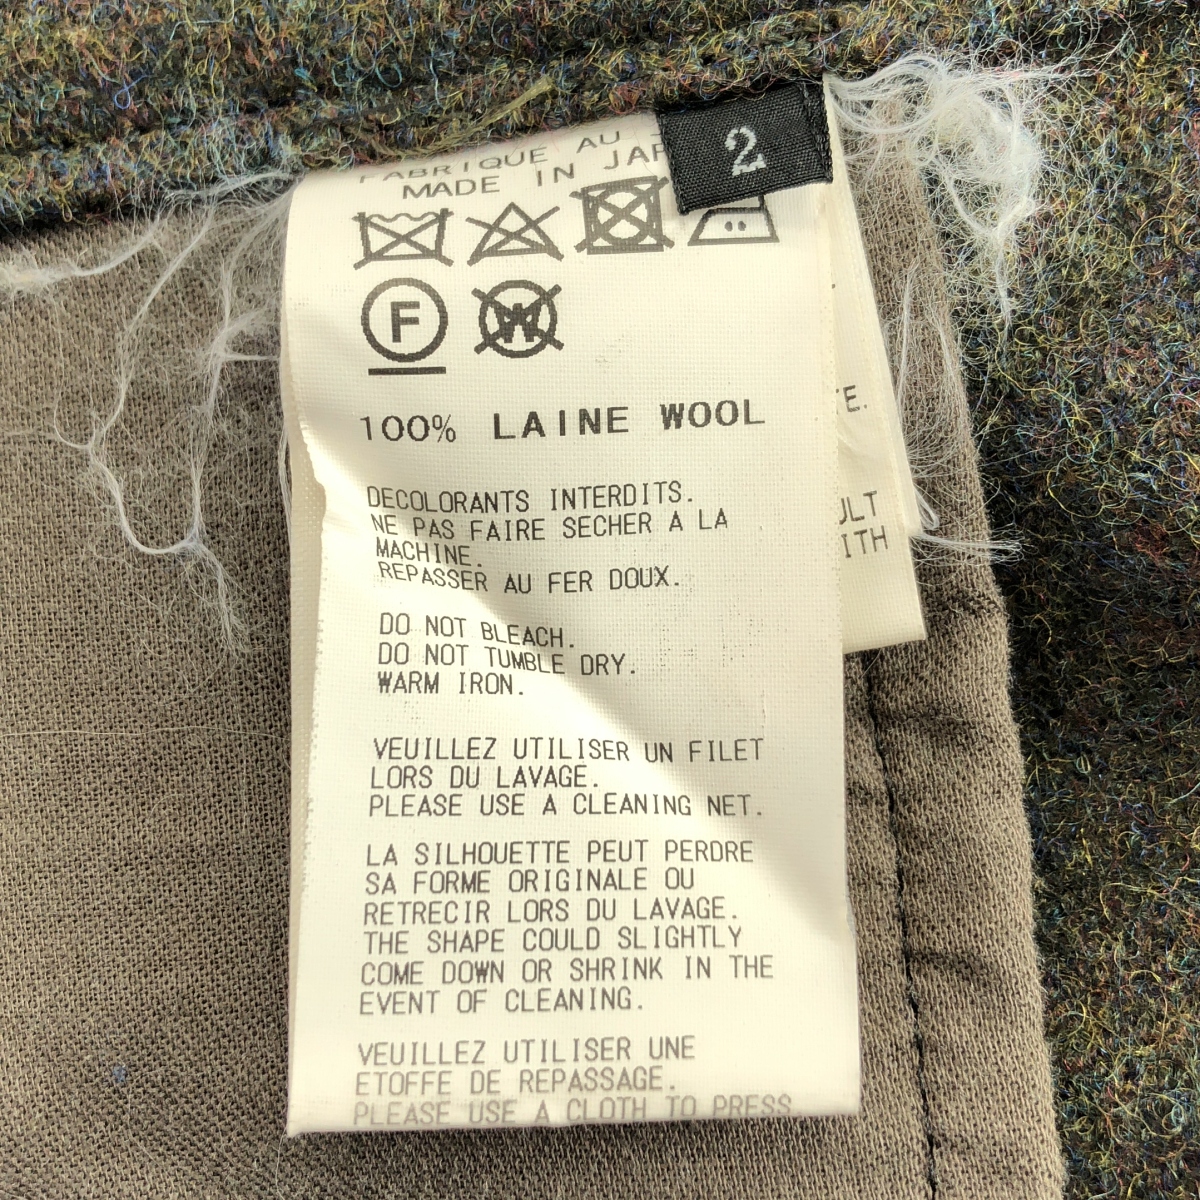 FABRIQUE AU
MADE IN
2
F
W
100% LAINE WOOL
DECOLORANTS INTERDITS.
NE PAS FAIRE SECHER A LA
MACHINE.
REPASSER AU FER DOUX.
DO NOT BLEACH.
DO NOT TUMBLE DRY.
WARM IRON.
VEUILLEZ UTILISER UN FILET
LORS DU LAVAGE.
PLEASE USE A CLEANING NET.
LA SILHOUETTE PEUT PERDRE
SA FORME ORIGINALE OU
RETRECIR LORS DU LAVAGE.
THE SHAPE COULD SLIGHTLY
COME DOWN OR SHRINK IN THE
EVENT OF CLEANING.
VEUILLEZ UTILISER UNE
ETOFFE DE REPASSAGE.
PLEASE USE A CLOTH TO PRESS